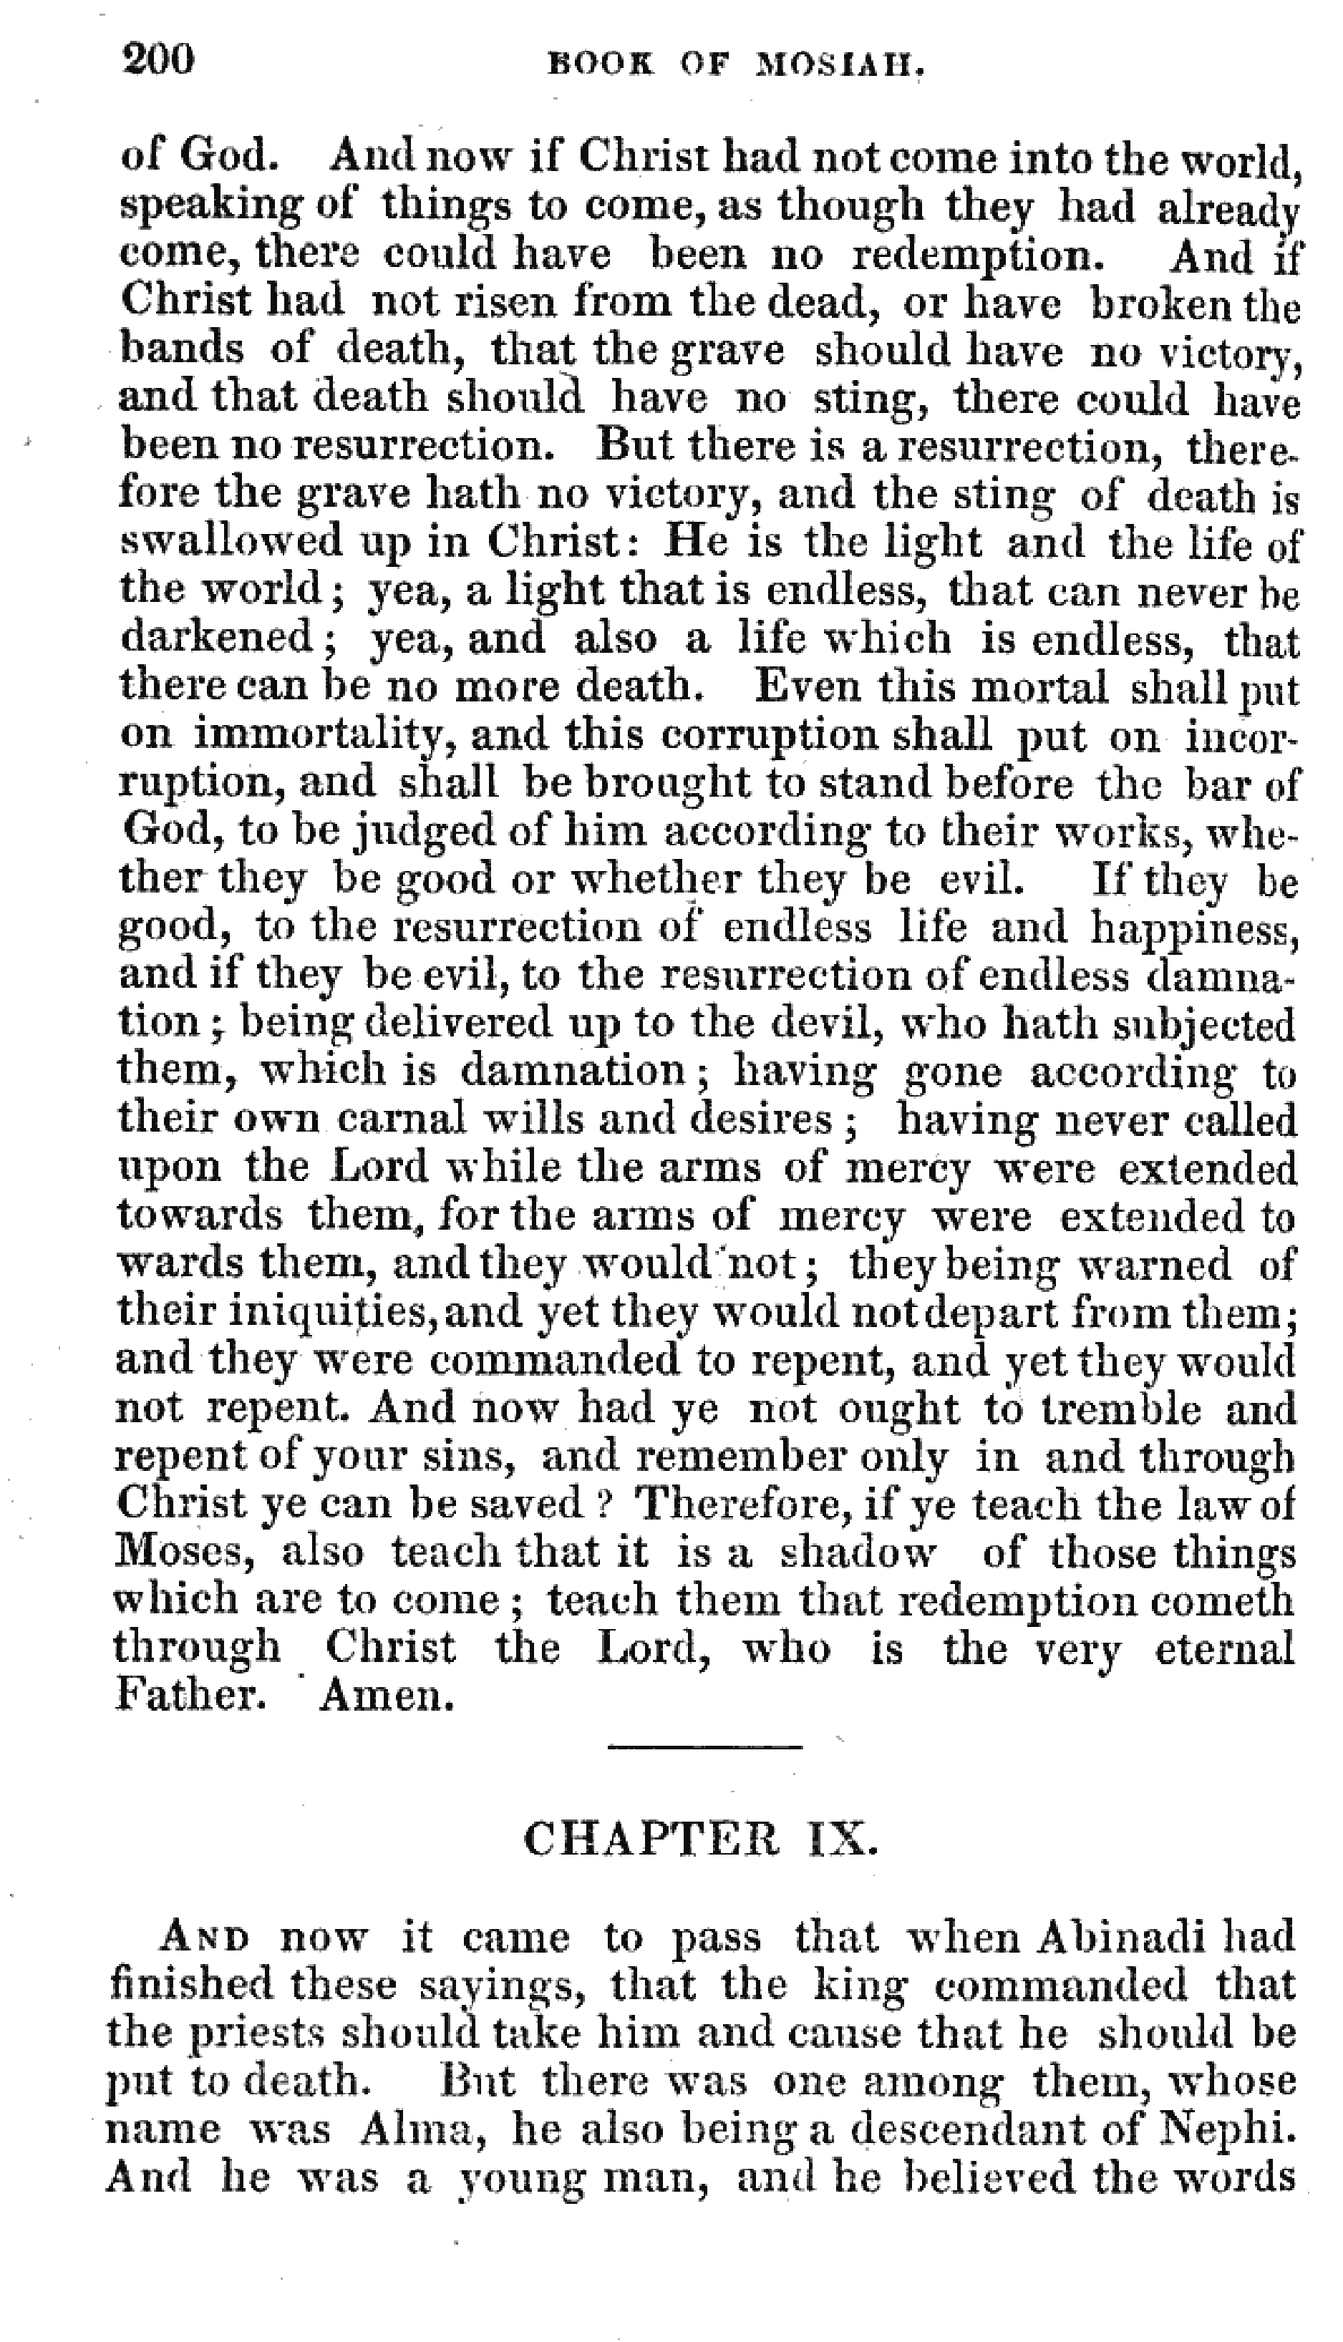 200 BOOK OF MOSIAH.
of God. And now if Christ had not come into the world,
speaking of things to come, as though they had already
come, there could have been no redemption. And if
Christ had not risen from the dead, or have broken the
bands of death, that the grave should have no victory,
and that death should have no sting, there could have
been no resurrection. But there is a resurrection, there-
fore the grave hath no victory, and the sting of death is
swallowed up in Christ: He is the light and the life of
the world; yea, a light that is endless, that can never be
darkened; yea, and also a life which is endless, that
there can be no more death. Even this mortal shall put
on immortality, and this corruption shall put on incor-
ruption, and shall be brought to stand before the bar of
God, to be judged of him according to their works, whe-
ther they be good or whether they be evil. If they be
good, to the resurrection of endless life and happiness,
and if they be evil, to the resurrection of endless damna-
tion; being delivered up to the devil, who hath subjected
them, which is damnation; having gone according to
their own carnal wills and desires; having never called
upon the Lord while the arms of mercy were extended
towards them, for the arms of mercy were extended to
wards them, and they would not; they being warned of
their iniquities, and yet they would not depart from them;
and they were commanded to repent, and yet they would
not repent. And now had ye not ought to tremble and
repent of your sins, and remember only in and through
Christ ye can be saved? Therefore, if ye teach the law of
Moses, also teach that it is a shadow of those things
which are to come; teach them that redemption cometh
through Christ the Lord, who is the very eternal
Father. Amen.
CHAPTER IX.
AND now it came to pass that when Abinadi had
finished these sayings, that the king commanded that
the priests should take him and cause that he should be
put to death. But there was one among them, whose
name was Alma, he also being a descendant of Nephi.
And he was a young man, and he believed the words